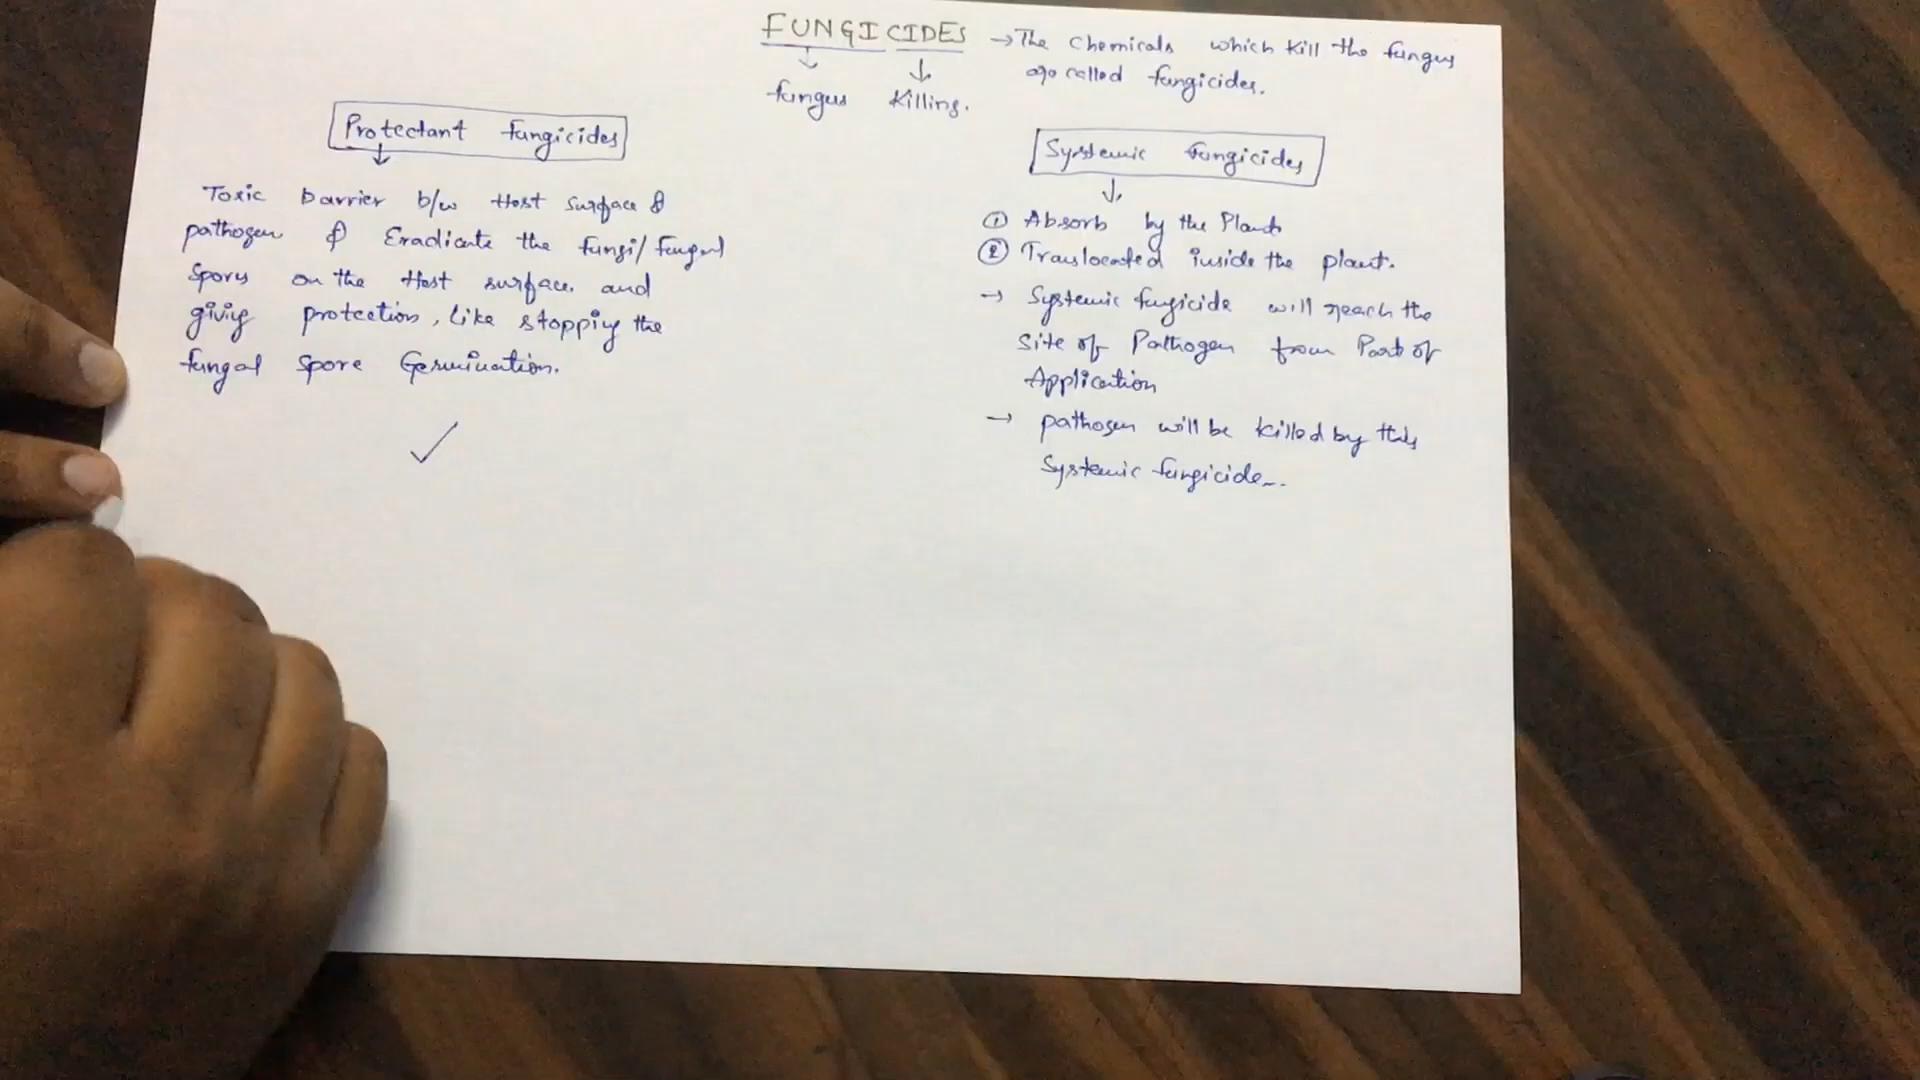 FUNGICIDES → The chemicals which kill the fungus
are called fungicides.
↓ ↓
fungus killing.
Protectant fungicides
↓
Toxic barrier b/w Host surface &
pathogen & Eradicate the fungi/fungal
spores on the Host surface and
giving protection, like stopping the
fungal spore Germination.
✓
Systemic fungicides
↓
① Absorb by the Plants
② Translocated inside the plant.
→ Systemic fungicide will reach the
site of Pathogen from Part of
Application
→ pathogen will be killed by this
Systemic fungicide...